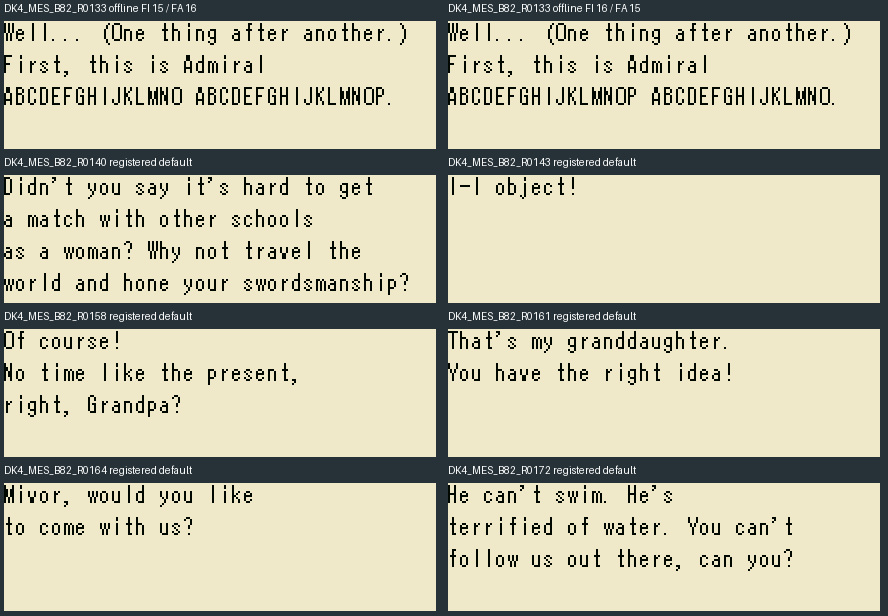 DK4_MES_B82_R0133 offline FI 15 / FA 16
Well... (One thing after another.)
First, this is Admiral
ABCDEFGHIJKLMNO ABCDEFGHIJKLMNOP.
DK4_MES_B82_R0133 offline FI 16 / FA 15
Well... (One thing after another.)
First, this is Admiral
ABCDEFGHIJKLMNOP ABCDEFGHIJKLMNO.
DK4_MES_B82_R0140 registered default
Didn't you say it's hard to get
a match with other schools
as a woman? Why not travel the
world and hone your swordsmanship?
DK4_MES_B82_R0143 registered default
I-I object!
DK4_MES_B82_R0158 registered default
Of course!
No time like the present,
right, Grandpa?
DK4_MES_B82_R0161 registered default
That's my granddaughter.
You have the right idea!
DK4_MES_B82_R0164 registered default
Mivor, would you like
to come with us?
DK4_MES_B82_R0172 registered default
He can't swim. He's
terrified of water. You can't
follow us out there, can you?